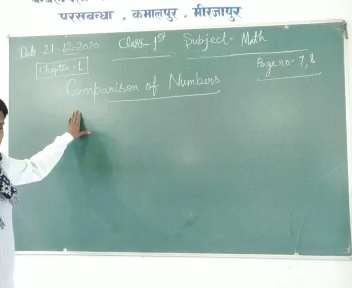 परसबन्धा , कमालपुर , मीरजापुर
Date 21-12-2020 Class- 1st Subject- Math
Chapter-1 Page no- 7, 8
Comparison of Numbers